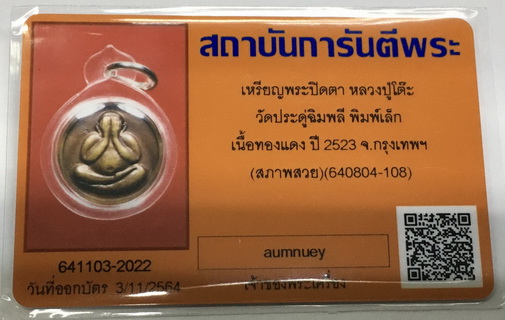 สถาบันการันตีพระ
เหรียญพระปิดตา หลวงปู่โต๊ะ
วัดประดู่ฉิมพลี พิมพ์เล็ก
เนื้อทองแดง ปี 2523 จ.กรุงเทพฯ
(สภาพสวย)(640804-108)
aumnuey
เจ้าของพระเครื่อง
641103-2022
วันที่ออกบัตร 3/11/2564